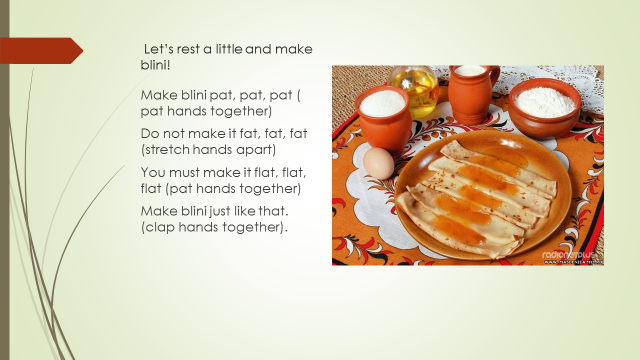 Let's rest a little and make
blini!
Make blini pat, pat, pat (
pat hands together)
Do not make it fat, fat, fat
(stretch hands apart)
You must make it flat, flat,
flat (pat hands together)
Make blini just like that.
(clap hands together).